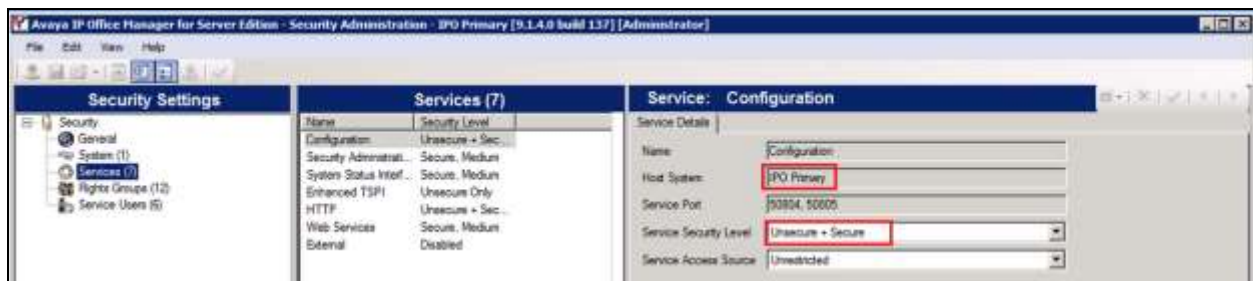 Avaya IP Office Manager for Server Edition - Security Administration - IPO Primary [9.1.4.0 build 137] [Administrator]
File Edit View Help
Security Settings
Security
General
System (1)
Services (7)
Rights Groups (12)
Service Users (6)
Services (7)
Name Security Level
Configuration Unsecure + Sec...
Security Administrati... Secure, Medium
System Status Interf... Secure, Medium
Enhanced TSPI Unsecure Only
HTTP Unsecure + Sec...
Web Services Secure, Medium
External Disabled
Service: Configuration
Service Details
Name: Configuration
Host System: IPO Primary
Service Port 50804, 50805
Service Security Level Unsecure + Secure
Service Access Source Unrestricted